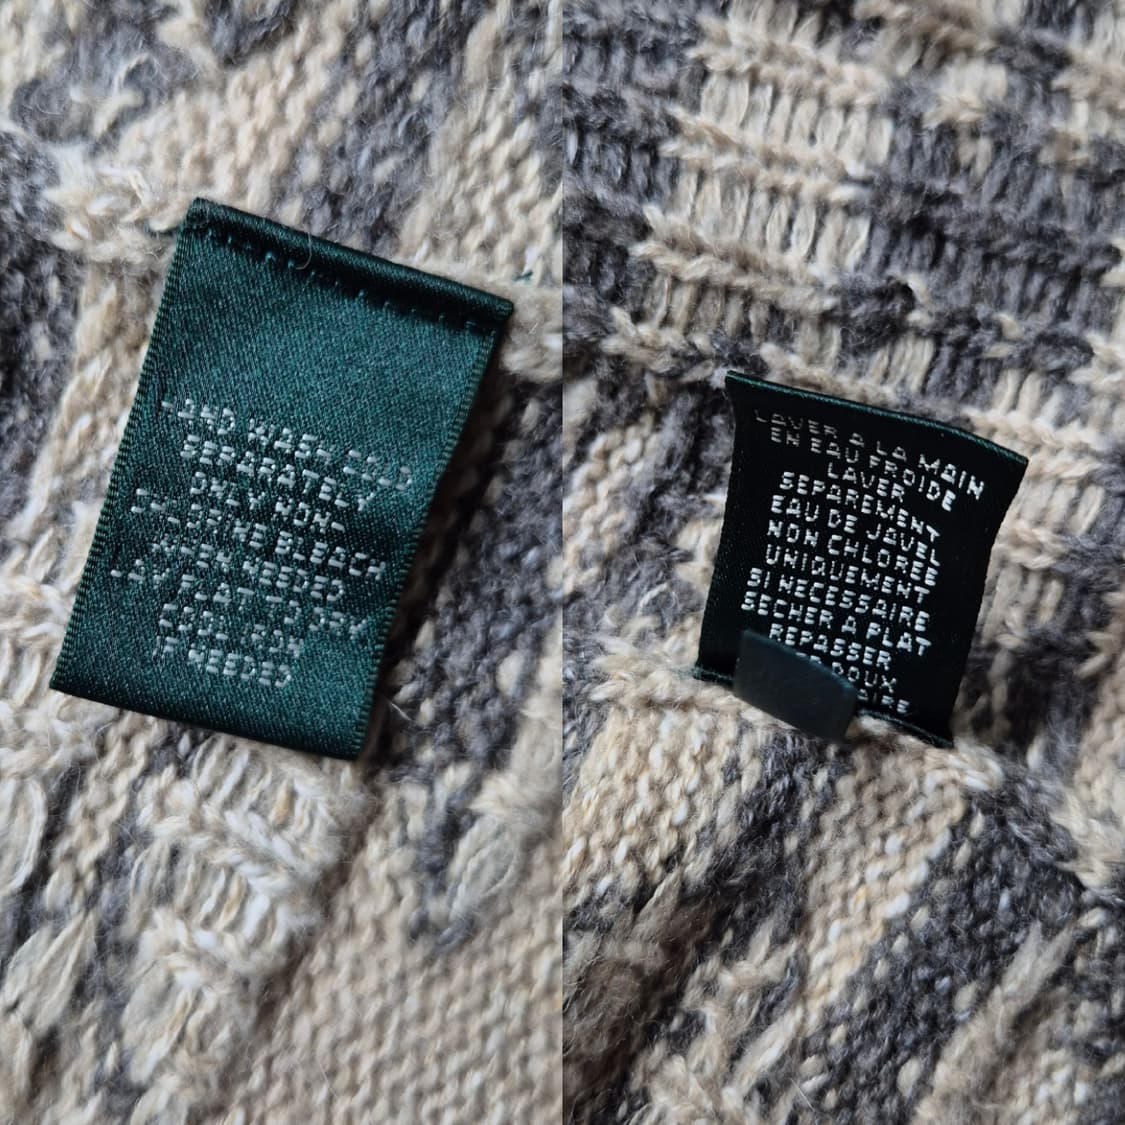 HAND WASH COLD
SEPARATELY
ONLY NON-
CHLORINE BLEACH
WHEN NEEDED
LAY FLAT TO DRY
COOL IRON
IF NEEDED
LAVER A LA MAIN
EN EAU FROIDE
LAVER
SEPAREMENT
EAU DE JAVEL
NON CHLOREE
UNIQUEMENT
SI NECESSAIRE
SECHER A PLAT
REPASSER
DOUX